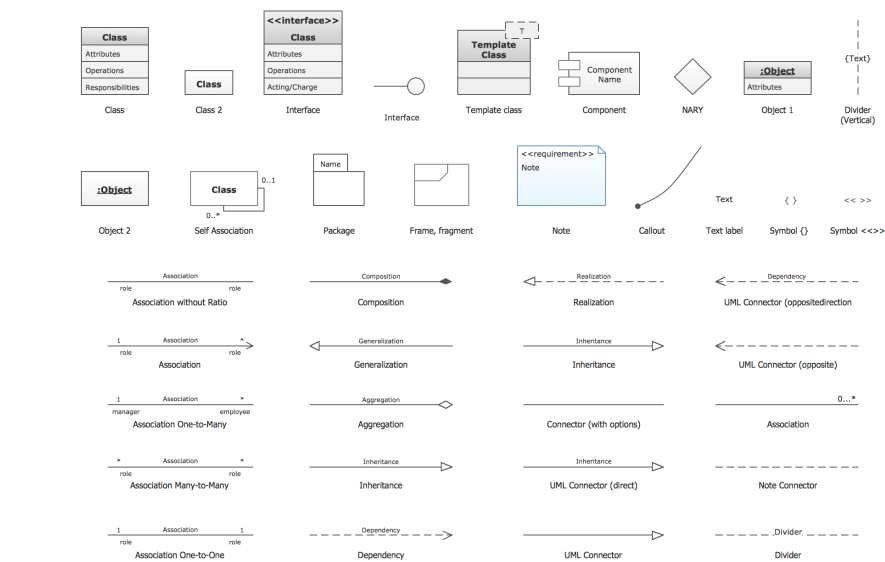 Class
Attributes
Operations
Responsibilities
Class
Class
Class 2
<<interface>>
Class
Attributes
Operations
Acting/Charge
Interface
Interface
T
Template
Class
Template class
Component
Name
Component
NARY
:Object
Attributes
Object 1
{Text}
Divider
(Vertical)
:Object
Object 2
Class
0..1
0..*
Self Association
Name
Package
Frame, fragment
<<requirement>>
Note
Note
Callout
Text
Text label
{ }
Symbol {}
<< >>
Symbol <<>>
Association
role role
Association without Ratio
Composition
Composition
Realization
Realization
Dependency
UML Connector (oppositedirection
1 Association *
role role
Association
Generalization
Generalization
Inheritance
Inheritance
UML Connector (opposite)
1 Association *
manager employee
Association One-to-Many
Aggregation
Aggregation
Connector (with options)
0...*
Association
* Association *
role role
Association Many-to-Many
Inheritance
Inheritance
Inheritance
UML Connector (direct)
Note Connector
1 Association 1
role role
Association One-to-One
Dependency
Dependency
UML Connector
Divider
Divider